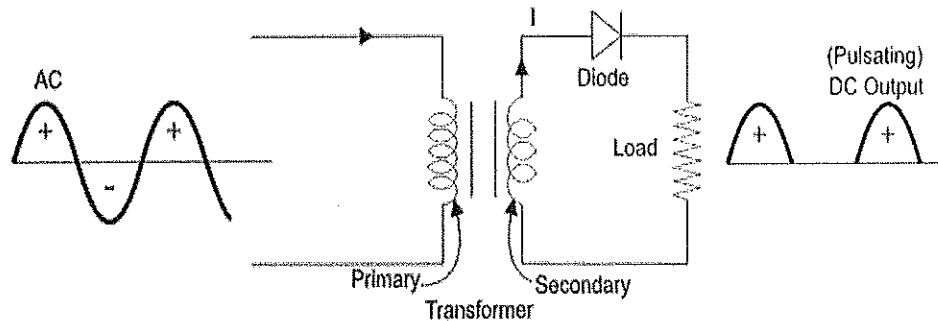 AC
+
+
-
I
Diode
Load
(Pulsating)
DC Output
+
+
Primary
Secondary
Transformer